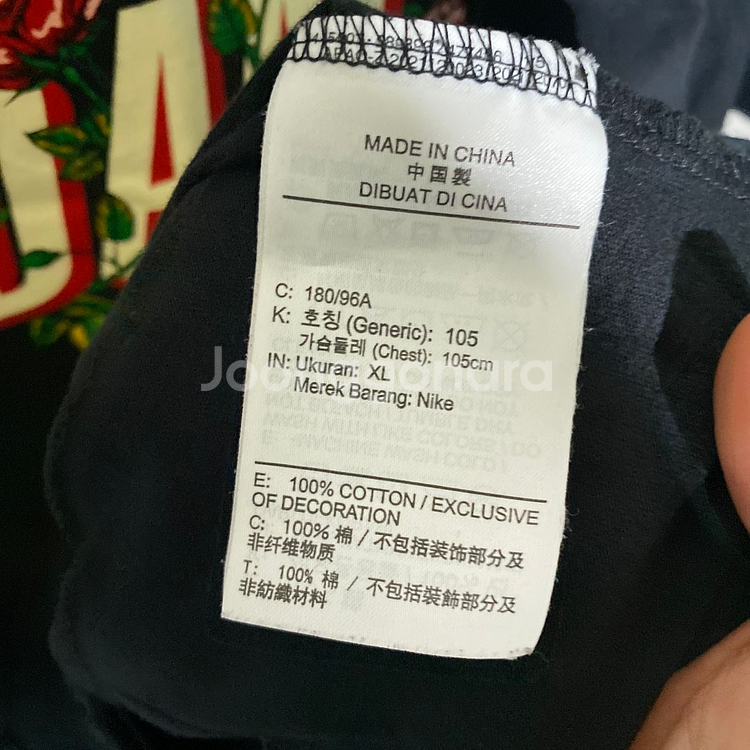 MADE IN CHINA
中国製
DIBUAT DI CINA
C: 180/96A
K: 호칭 (Generic): 105
가슴둘레 (Chest): 105cm
IN: Ukuran: XL
Merek Barang: Nike
E: 100% COTTON / EXCLUSIVE
OF DECORATION
C: 100% 棉 / 不包括装饰部分及
非纤维物质
T: 100% 棉 / 不包括裝飾部分及
非紡織材料